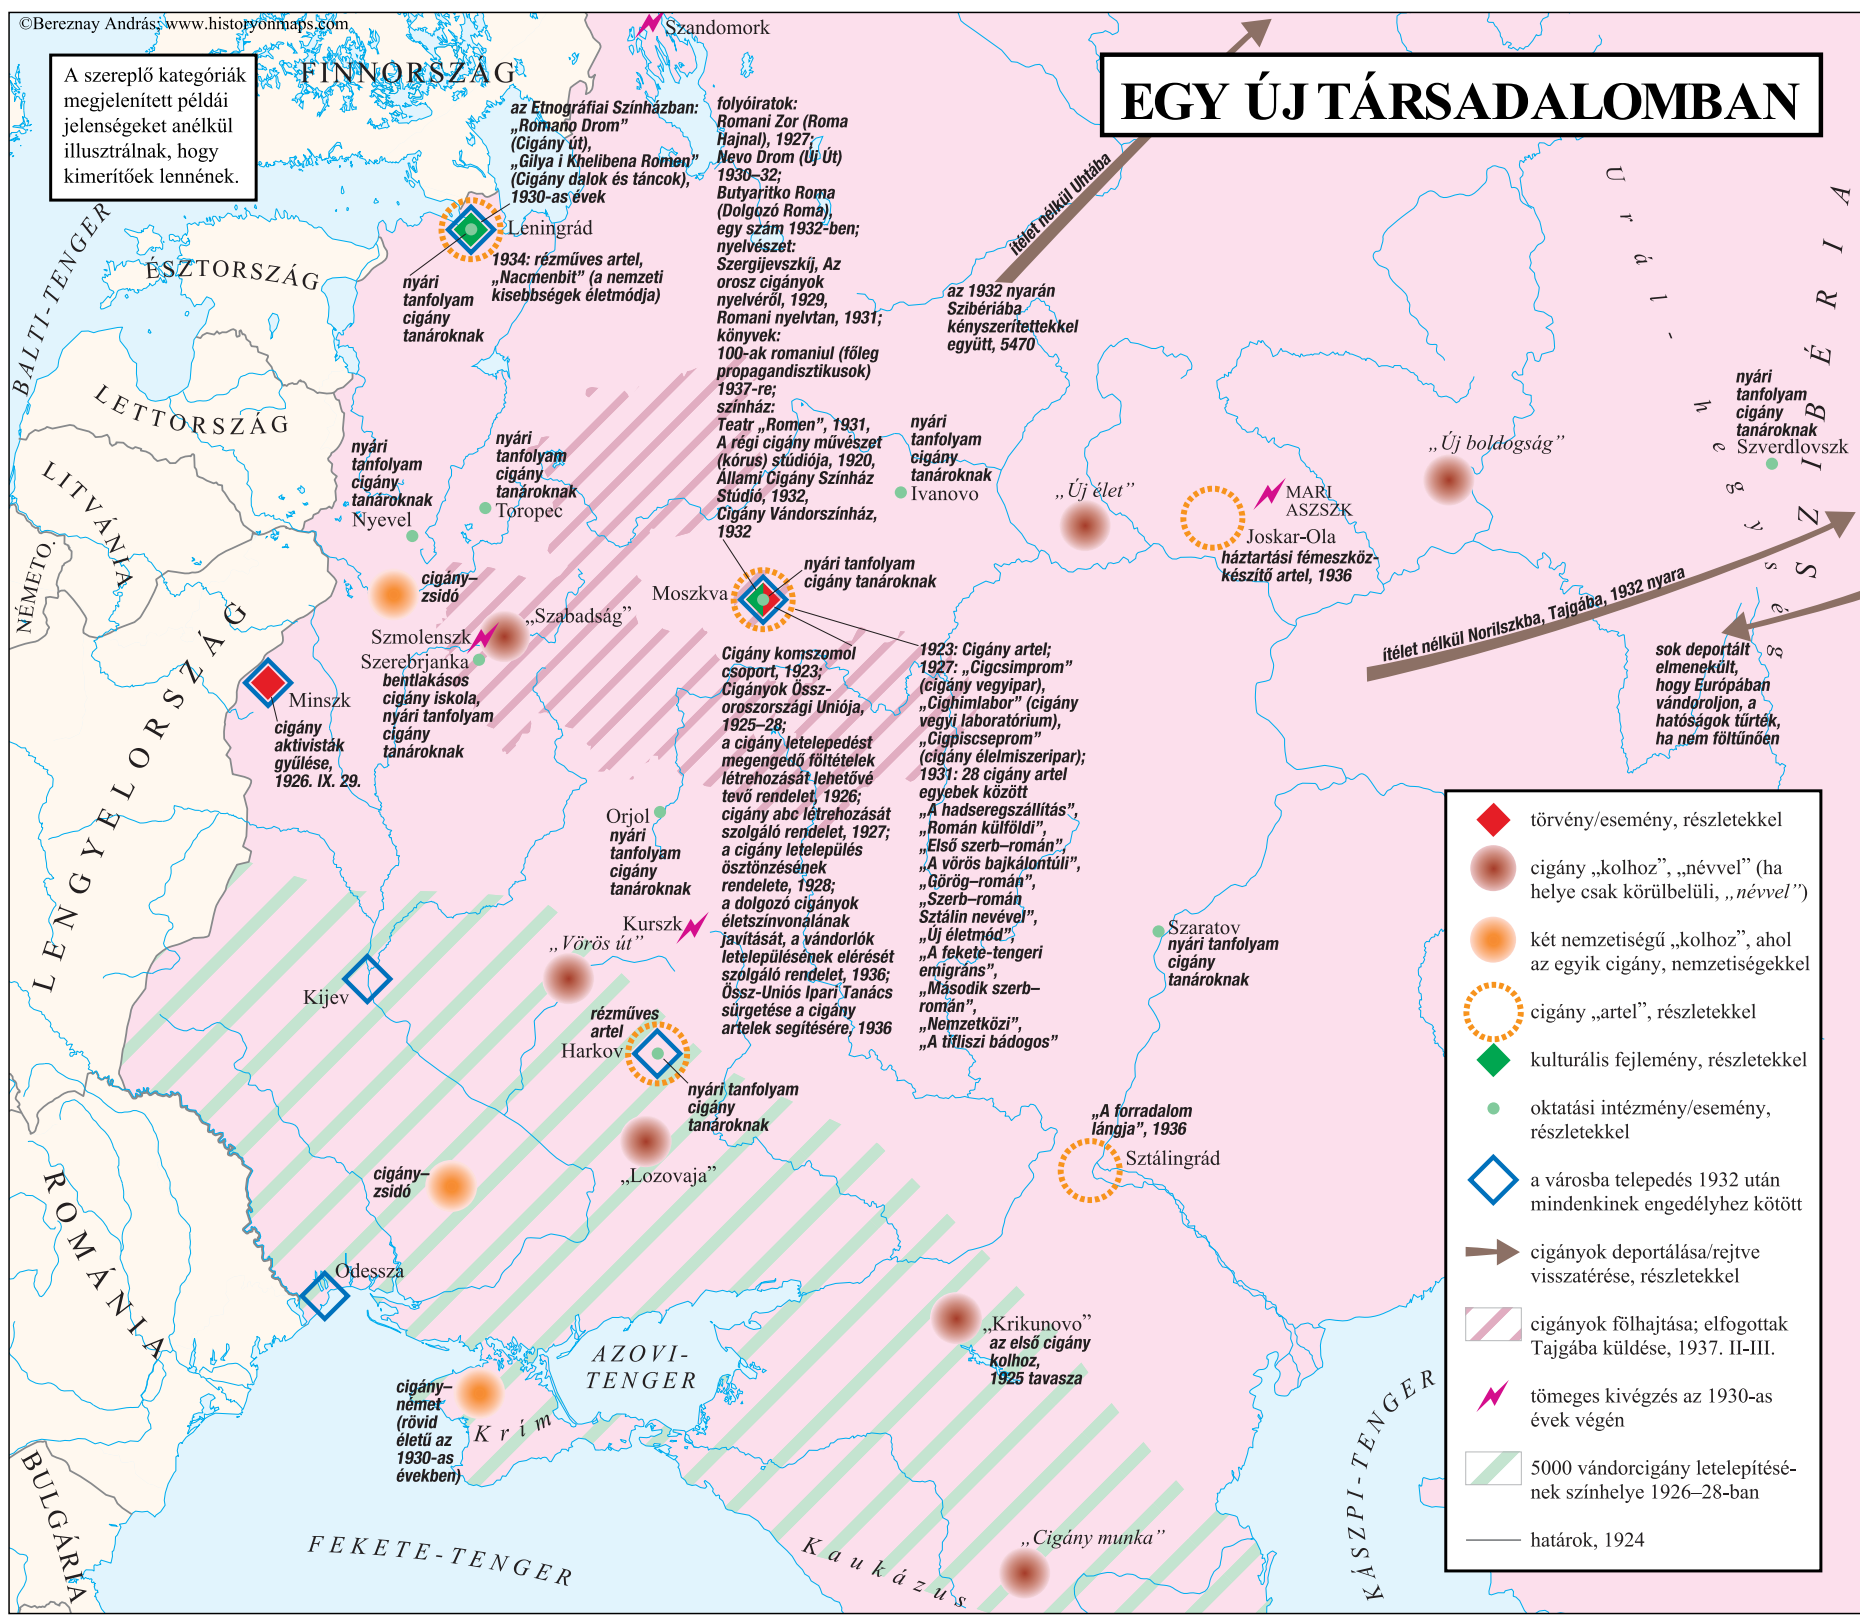 ©Bereznay András; www.historyonmaps.com
A szereplő kategóriák
megjelenített példái
jelenségeket anélkül
illusztrálnak, hogy
kimerítőek lennének.
EGY ÚJ TÁRSADALOMBAN
FINNORSZÁG
Szandomork
az Etnográfiai Színházban:
„Romano Drom”
(Cigány út),
„Gilya i Khelibena Romen”
(Cigány dalok és táncok),
1930-as évek
Leningrád
1934: rézműves artel,
„Nacmenbit” (a nemzeti
kisebbségek életmódja)
nyári
tanfolyam
cigány
tanároknak
folyóiratok:
Romani Zor (Roma
Hajnal), 1927;
Nevo Drom (Új Út)
1930–32;
Butyaritko Roma
(Dolgozó Roma),
egy szám 1932-ben;
nyelvészet:
Szergijevszkíj, Az
orosz cigányok
nyelvéről, 1929,
Romani nyelvtan, 1931;
könyvek:
100-ak romaniul (főleg
propagandisztikusok)
1937-re;
színház:
Teatr „Romen”, 1931,
A régi cigány művészet
(kórus) stúdiója, 1920,
Állami Cigány Színház
Stúdió, 1932,
Cigány Vándorszínház,
1932
ítélet nélkül Uhtába
az 1932 nyarán
Szibériába
kényszerítettekkel
együtt, 5470
Urál-hegység
SZIBÉRIA
BALTI-TENGER
ÉSZTORSZÁG
LETTORSZÁG
LITVÁNIA
NÉMETO.
LENGYELORSZÁG
ROMÁNIA
BULGÁRIA
nyári
tanfolyam
cigány
tanároknak
Nyevel
nyári
tanfolyam
cigány
tanároknak
Toropec
nyári
tanfolyam
cigány
tanároknak
Ivanovo
„Új élet”
„Új boldogság”
MARI
ASZSZK
Joskar-Ola
háztartási fémeszköz-
készítő artel, 1936
nyári
tanfolyam
cigány
tanároknak
Szverdlovszk
cigány–
zsidó
„Szabadság”
Szmolenszk
Szerebrjanka
bentlakásos
cigány iskola,
nyári tanfolyam
cigány
tanároknak
Moszkva
nyári tanfolyam
cigány tanároknak
Minszk
cigány
aktivisták
gyűlése,
1926. IX. 29.
Cigány komszomol
csoport, 1923;
Cigányok Össz-
oroszországi Uniója,
1925–28;
a cigány letelepedést
megengedő föltételek
létrehozását lehetővé
tevő rendelet, 1926;
cigány abc létrehozását
szolgáló rendelet, 1927;
a cigány letelepülés
ösztönzésének
rendelete, 1928;
a dolgozó cigányok
életszínvonalának
javítását, a vándorlók
letelepülésének elérését
szolgáló rendelet, 1936;
Össz-Uniós Ipari Tanács
sürgetése a cigány
artelek segítésére, 1936
1923: Cigány artel;
1927: „Cigcsimprom”
(cigány vegyipar),
„Cighimlabor” (cigány
vegyi laboratórium),
„Cigpiscseprom”
(cigány élelmiszeripar);
1931: 28 cigány artel
egyebek között
„A hadseregszállítás”,
„Román külföldi”,
„Első szerb–román”,
„A vörös bajkálontúli”,
„Görög–román”,
„Szerb–román
Sztálin nevével”,
„Új életmód”,
„A fekete-tengeri
emigráns”,
„Második szerb–
román”,
„Nemzetközi”,
„A tifliszi bádogos”
ítélet nélkül Norilszkba, Tajgába, 1932 nyara
sok deportált
elmenekült,
hogy Európában
vándoroljon, a
hatóságok tűrték,
ha nem föltűnően
Orjol
nyári
tanfolyam
cigány
tanároknak
Kurszk
„Vörös út”
Kijev
rézműves
artel
Harkov
nyári tanfolyam
cigány
tanároknak
Szaratov
nyári tanfolyam
cigány
tanároknak
„Lozovaja”
cigány–
zsidó
„A forradalom
lángja”, 1936
Sztálingrád
Odessza
AZOVI-
TENGER
„Krikunovo”
az első cigány
kolhoz,
1925 tavasza
cigány–
német
(rövid
életű az
1930-as
években)
Krím
FEKETE-TENGER
Kaukázus
„Cigány munka”
KÁSZPI-TENGER
törvény/esemény, részletekkel
cigány „kolhoz”, „névvel” (ha
helye csak körülbelüli, „névvel”)
két nemzetiségű „kolhoz”, ahol
az egyik cigány, nemzetiségekkel
cigány „artel”, részletekkel
kulturális fejlemény, részletekkel
oktatási intézmény/esemény,
részletekkel
a városba telepedés 1932 után
mindenkinek engedélyhez kötött
cigányok deportálása/rejtve
visszatérése, részletekkel
cigányok fölhajtása; elfogottak
Tajgába küldése, 1937. II-III.
tömeges kivégzés az 1930-as
évek végén
5000 vándorcigány letelepítésé-
nek színhelye 1926–28-ban
határok, 1924